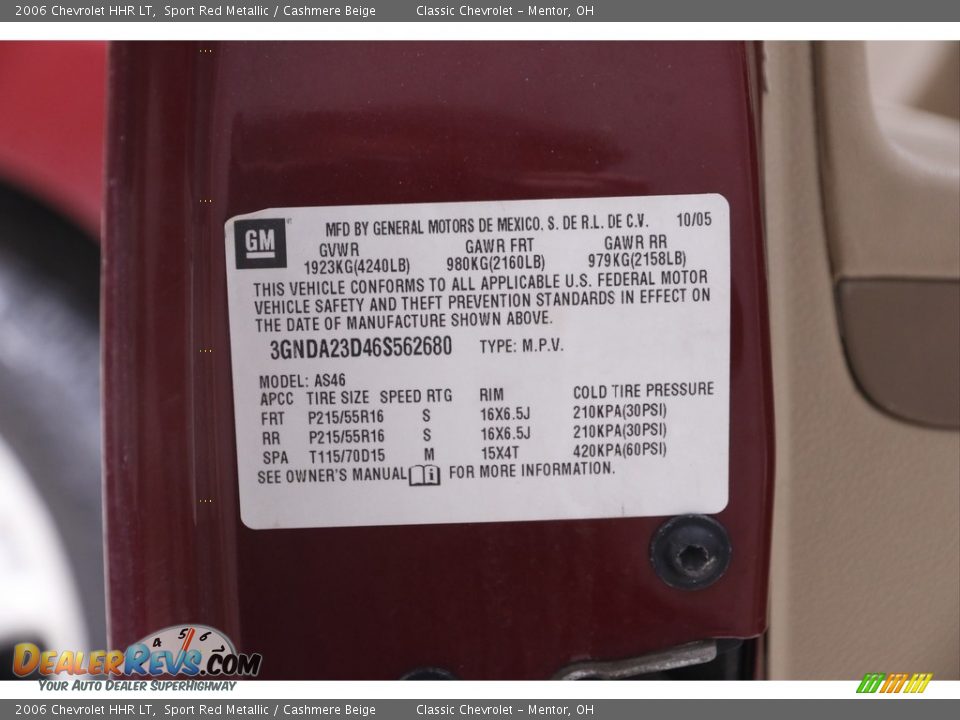 2006 Chevrolet HHR LT, Sport Red Metallic / Cashmere Beige Classic Chevrolet - Mentor, OH
GM
MFD BY GENERAL MOTORS DE MEXICO. S. DE R.L. DE C.V. 10/05
GVWR GAWR FRT GAWR RR
1923KG(4240LB) 980KG(2160LB) 979KG(2158LB)
THIS VEHICLE CONFORMS TO ALL APPLICABLE U.S. FEDERAL MOTOR
VEHICLE SAFETY AND THEFT PREVENTION STANDARDS IN EFFECT ON
THE DATE OF MANUFACTURE SHOWN ABOVE.
3GNDA23D46S562680 TYPE: M.P.V.
MODEL: AS46
APCC TIRE SIZE SPEED RTG RIM COLD TIRE PRESSURE
FRT P215/55R16 S 16X6.5J 210KPA(30PSI)
RR P215/55R16 S 16X6.5J 210KPA(30PSI)
SPA T115/70D15 M 15X4T 420KPA(60PSI)
SEE OWNER'S MANUAL FOR MORE INFORMATION.
4 5 6
DEALERREVS.COM
YOUR AUTO DEALER SUPERHIGHWAY
2006 Chevrolet HHR LT, Sport Red Metallic / Cashmere Beige Classic Chevrolet - Mentor, OH